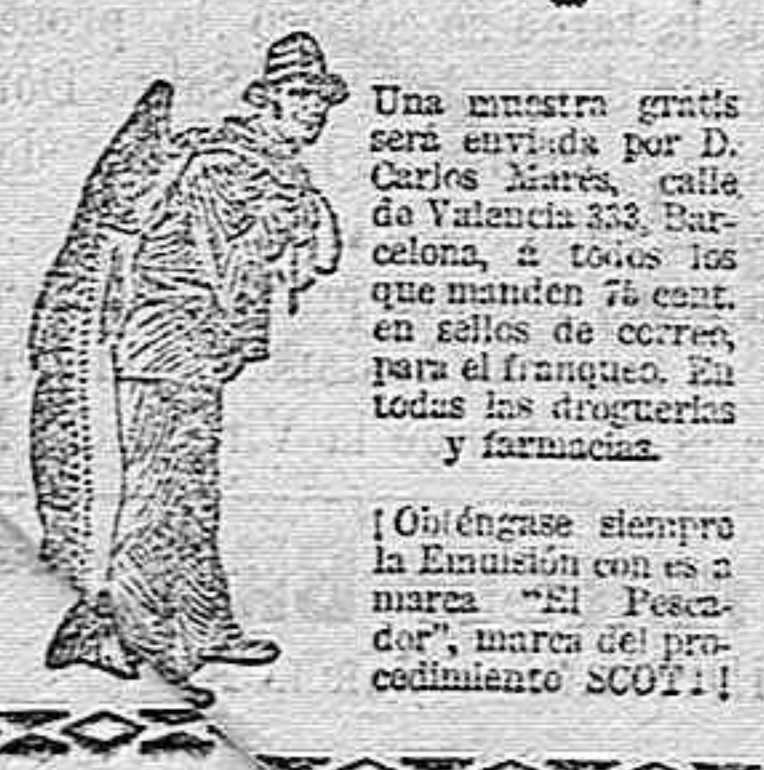 Una muestra grátis
será enviada por D.
Carlos Marés, calle
de Valencia 333, Bar-
celona, á todos los
que manden 75 cent.
en sellos de correo,
para el franqueo. En
todas las droguerías
y farmacias.
¡Obténgase siempre
la Emulsión con esta
marca "El Pesca-
dor", marca del pro-
cedimiento SCOTT!